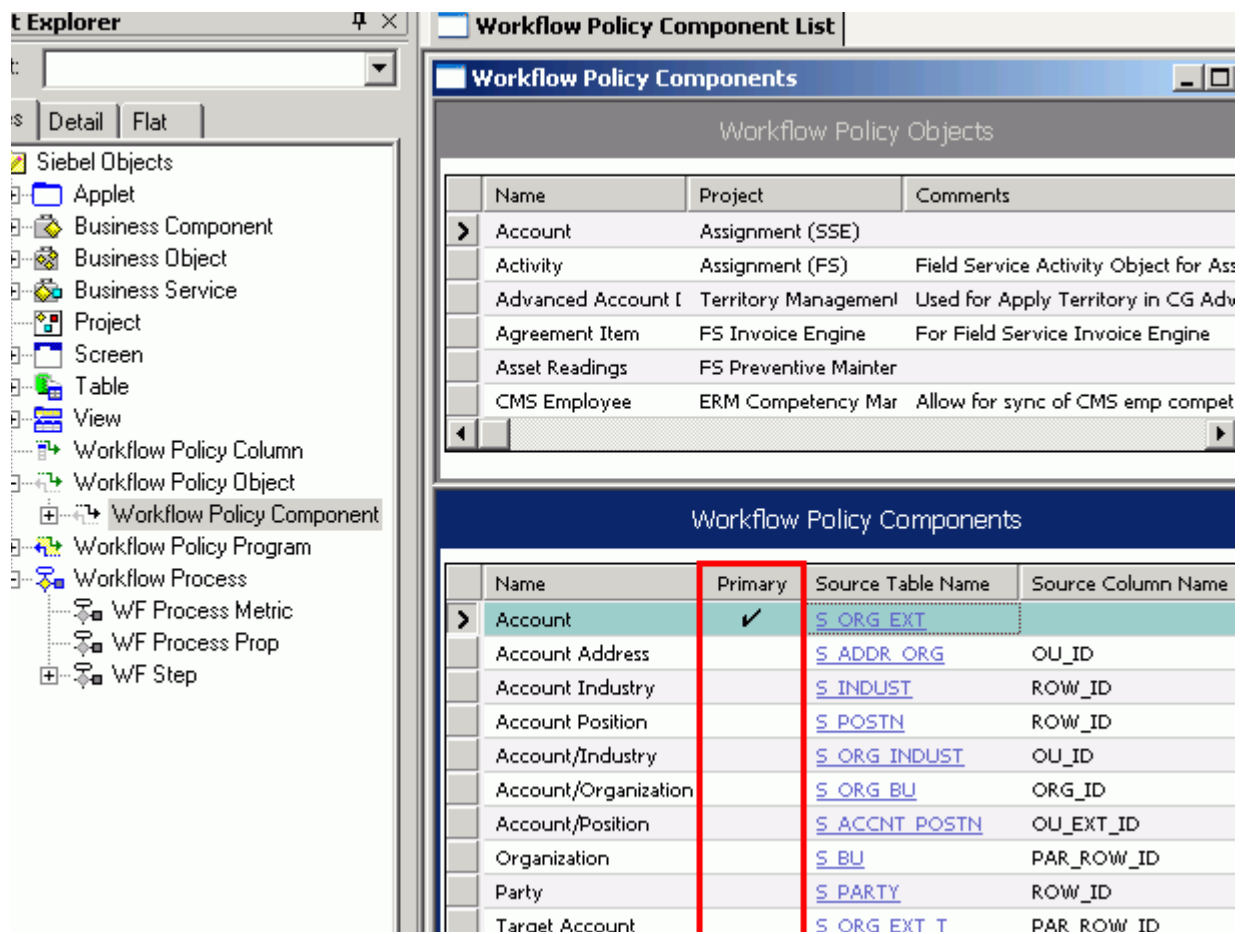 t Explorer
t:
s Detail Flat
Siebel Objects
Applet
Business Component
Business Object
Business Service
Project
Screen
Table
View
Workflow Policy Column
Workflow Policy Object
Workflow Policy Component
Workflow Policy Program
Workflow Process
WF Process Metric
WF Process Prop
WF Step
Workflow Policy Component List
Workflow Policy Components
Workflow Policy Objects
Name Project Comments
Account Assignment (SSE)
Activity Assignment (FS) Field Service Activity Object for Ass
Advanced Account Territory Management Used for Apply Territory in CG Adv
Agreement Item FS Invoice Engine For Field Service Invoice Engine
Asset Readings FS Preventive Mainter
CMS Employee ERM Competency Mar Allow for sync of CMS emp compet
Workflow Policy Components
Name Primary Source Table Name Source Column Name
Account ✔ S_ORG_EXT
Account Address S_ADDR_ORG OU_ID
Account Industry S_INDUST ROW_ID
Account Position S_POSTN ROW_ID
Account/Industry S_ORG_INDUST OU_ID
Account/Organization S_ORG_BU ORG_ID
Account/Position S_ACCNT_POSTN OU_EXT_ID
Organization S_BU PAR_ROW_ID
Party S_PARTY ROW_ID
Target Account S_ORG_EXT_T PAR_ROW_ID